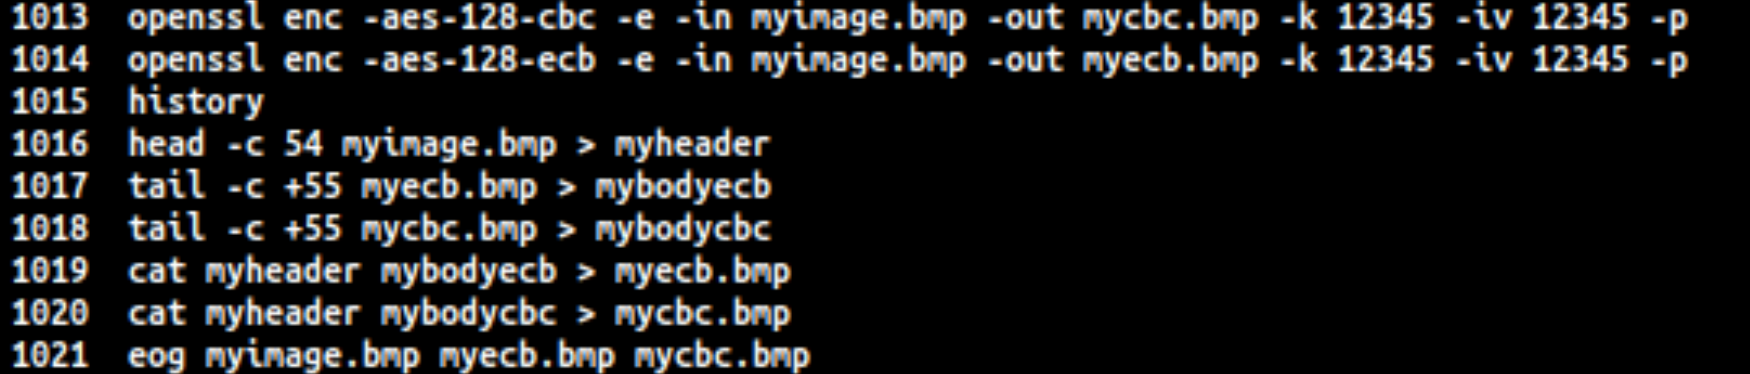 1013 openssl enc -aes-128-cbc -e -in myimage.bmp -out mycbc.bmp -k 12345 -iv 12345 -p
1014 openssl enc -aes-128-ecb -e -in myimage.bmp -out myecb.bmp -k 12345 -iv 12345 -p
1015 history
1016 head -c 54 myimage.bmp > myheader
1017 tail -c +55 myecb.bmp > mybodyecb
1018 tail -c +55 mycbc.bmp > mybodycbc
1019 cat myheader mybodyecb > myecb.bmp
1020 cat myheader mybodycbc > mycbc.bmp
1021 eog myimage.bmp myecb.bmp mycbc.bmp